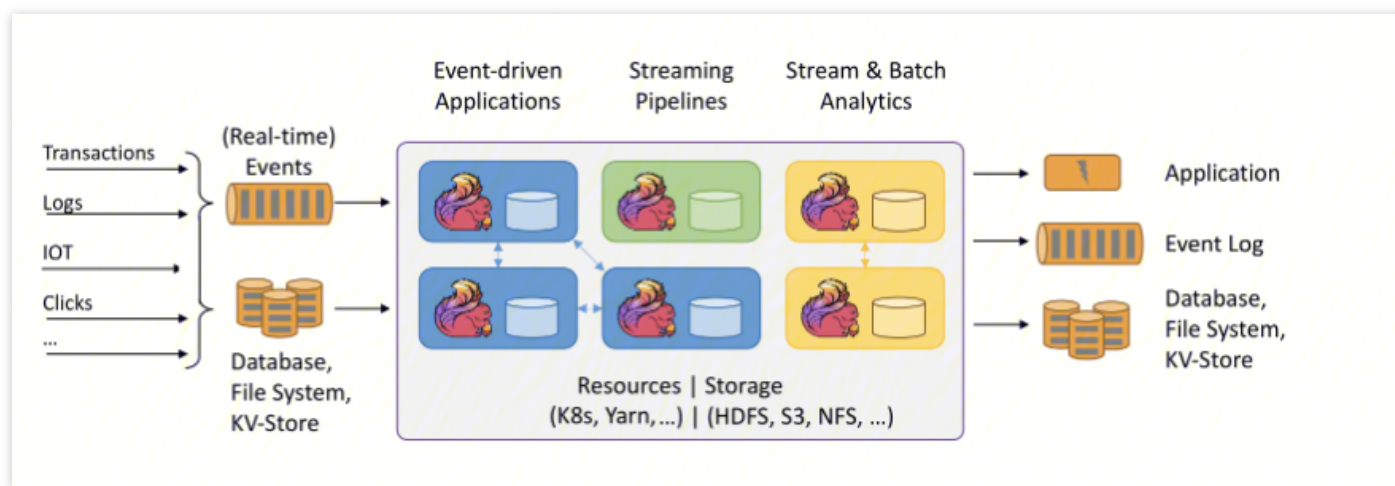 Event-driven
Applications
Streaming
Pipelines
Stream & Batch
Analytics
Transactions
Logs
IOT
Clicks
...
(Real-time)
Events
Database,
File System,
KV-Store
Resources | Storage
(K8s, Yarn, ...) | (HDFS, S3, NFS, ...)
Application
Event Log
Database,
File System,
KV-Store